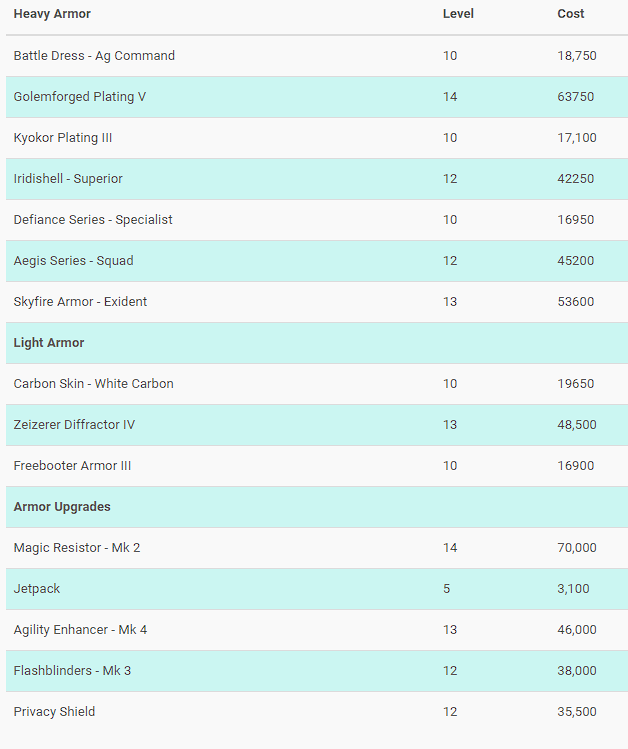 Heavy Armor Level Cost
Battle Dress - Ag Command 10 18,750
Golemforged Plating V 14 63750
Kyokor Plating III 10 17,100
Iridishell - Superior 12 42250
Defiance Series - Specialist 10 16950
Aegis Series - Squad 12 45200
Skyfire Armor - Exident 13 53600
Light Armor
Carbon Skin - White Carbon 10 19650
Zeizerer Diffractor IV 13 48,500
Freebooter Armor III 10 16900
Armor Upgrades
Magic Resistor - Mk 2 14 70,000
Jetpack 5 3,100
Agility Enhancer - Mk 4 13 46,000
Flashblinders - Mk 3 12 38,000
Privacy Shield 12 35,500